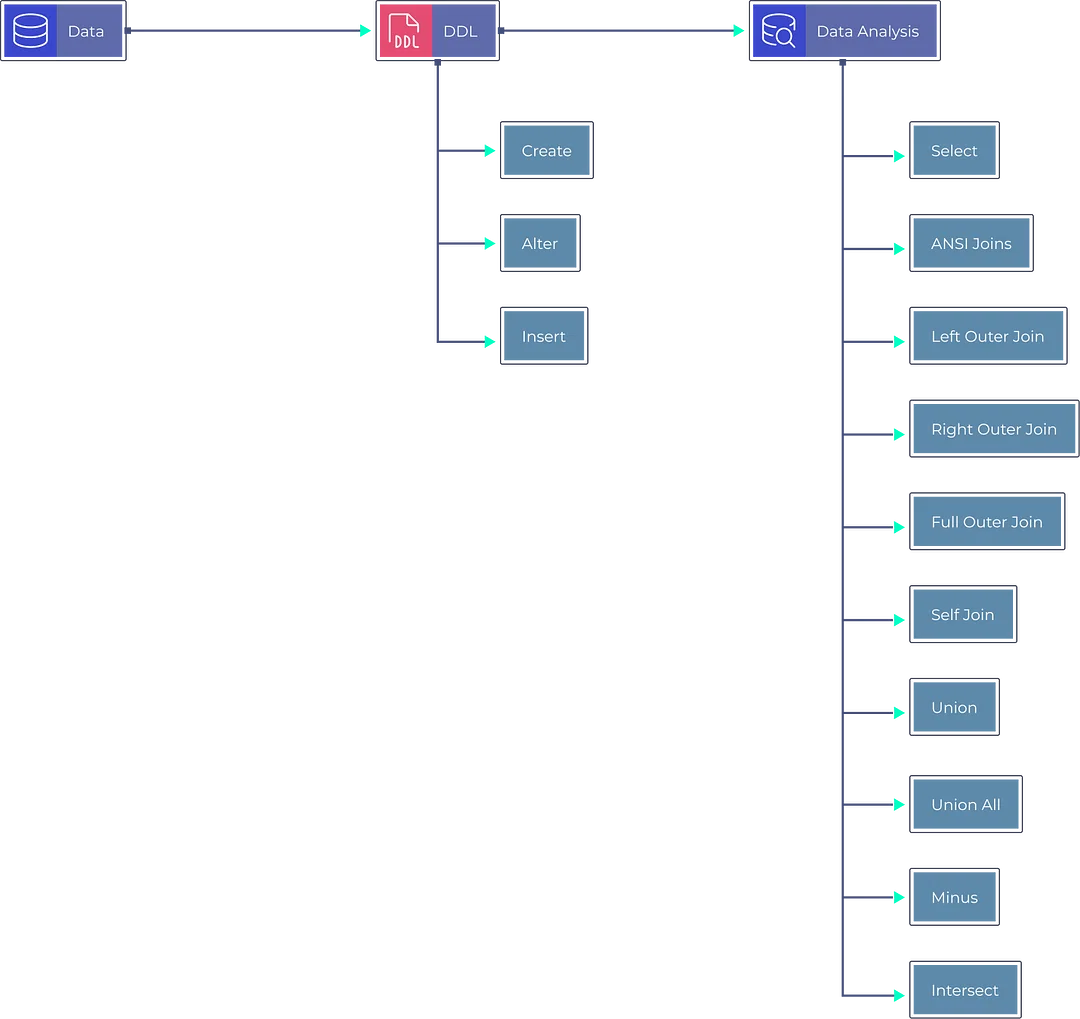 Data
DDL
DDL
Data Analysis
Create
Alter
Insert
Select
ANSI Joins
Left Outer Join
Right Outer Join
Full Outer Join
Self Join
Union
Union All
Minus
Intersect